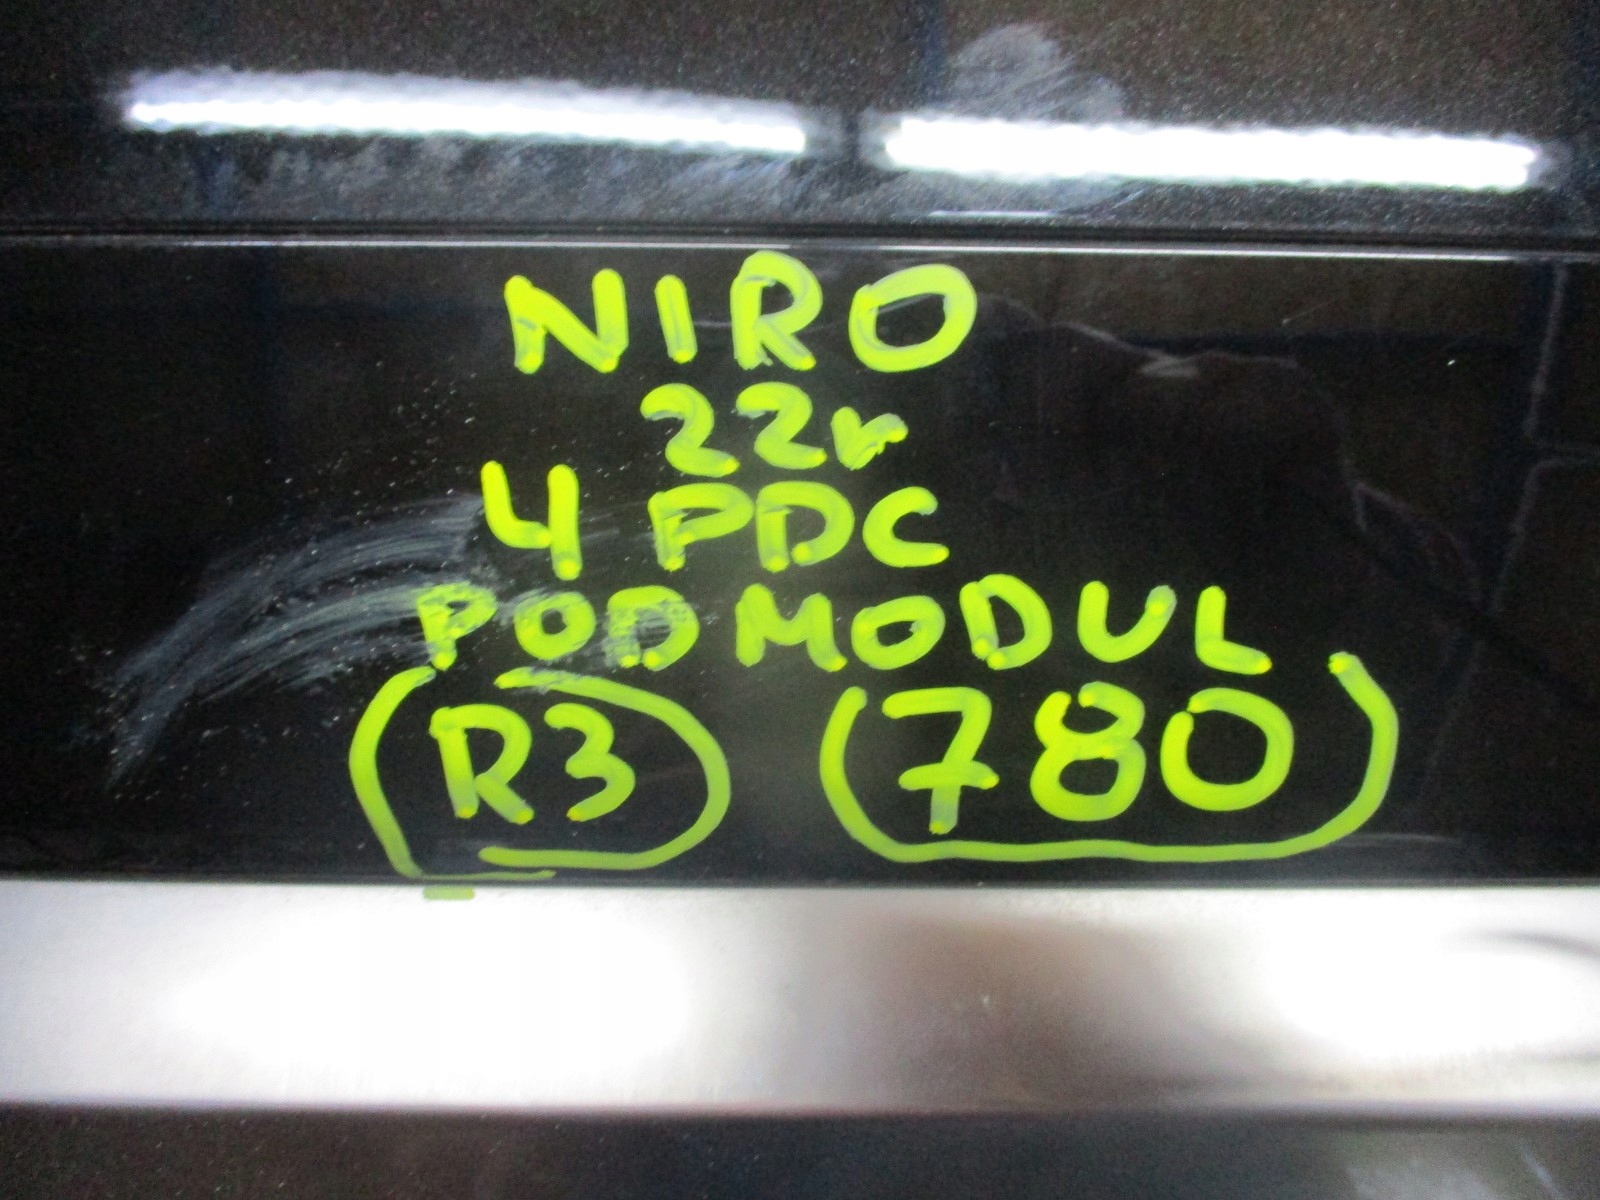 NIRO
22r
4 PDC
POD MODUL
(R3) (780)